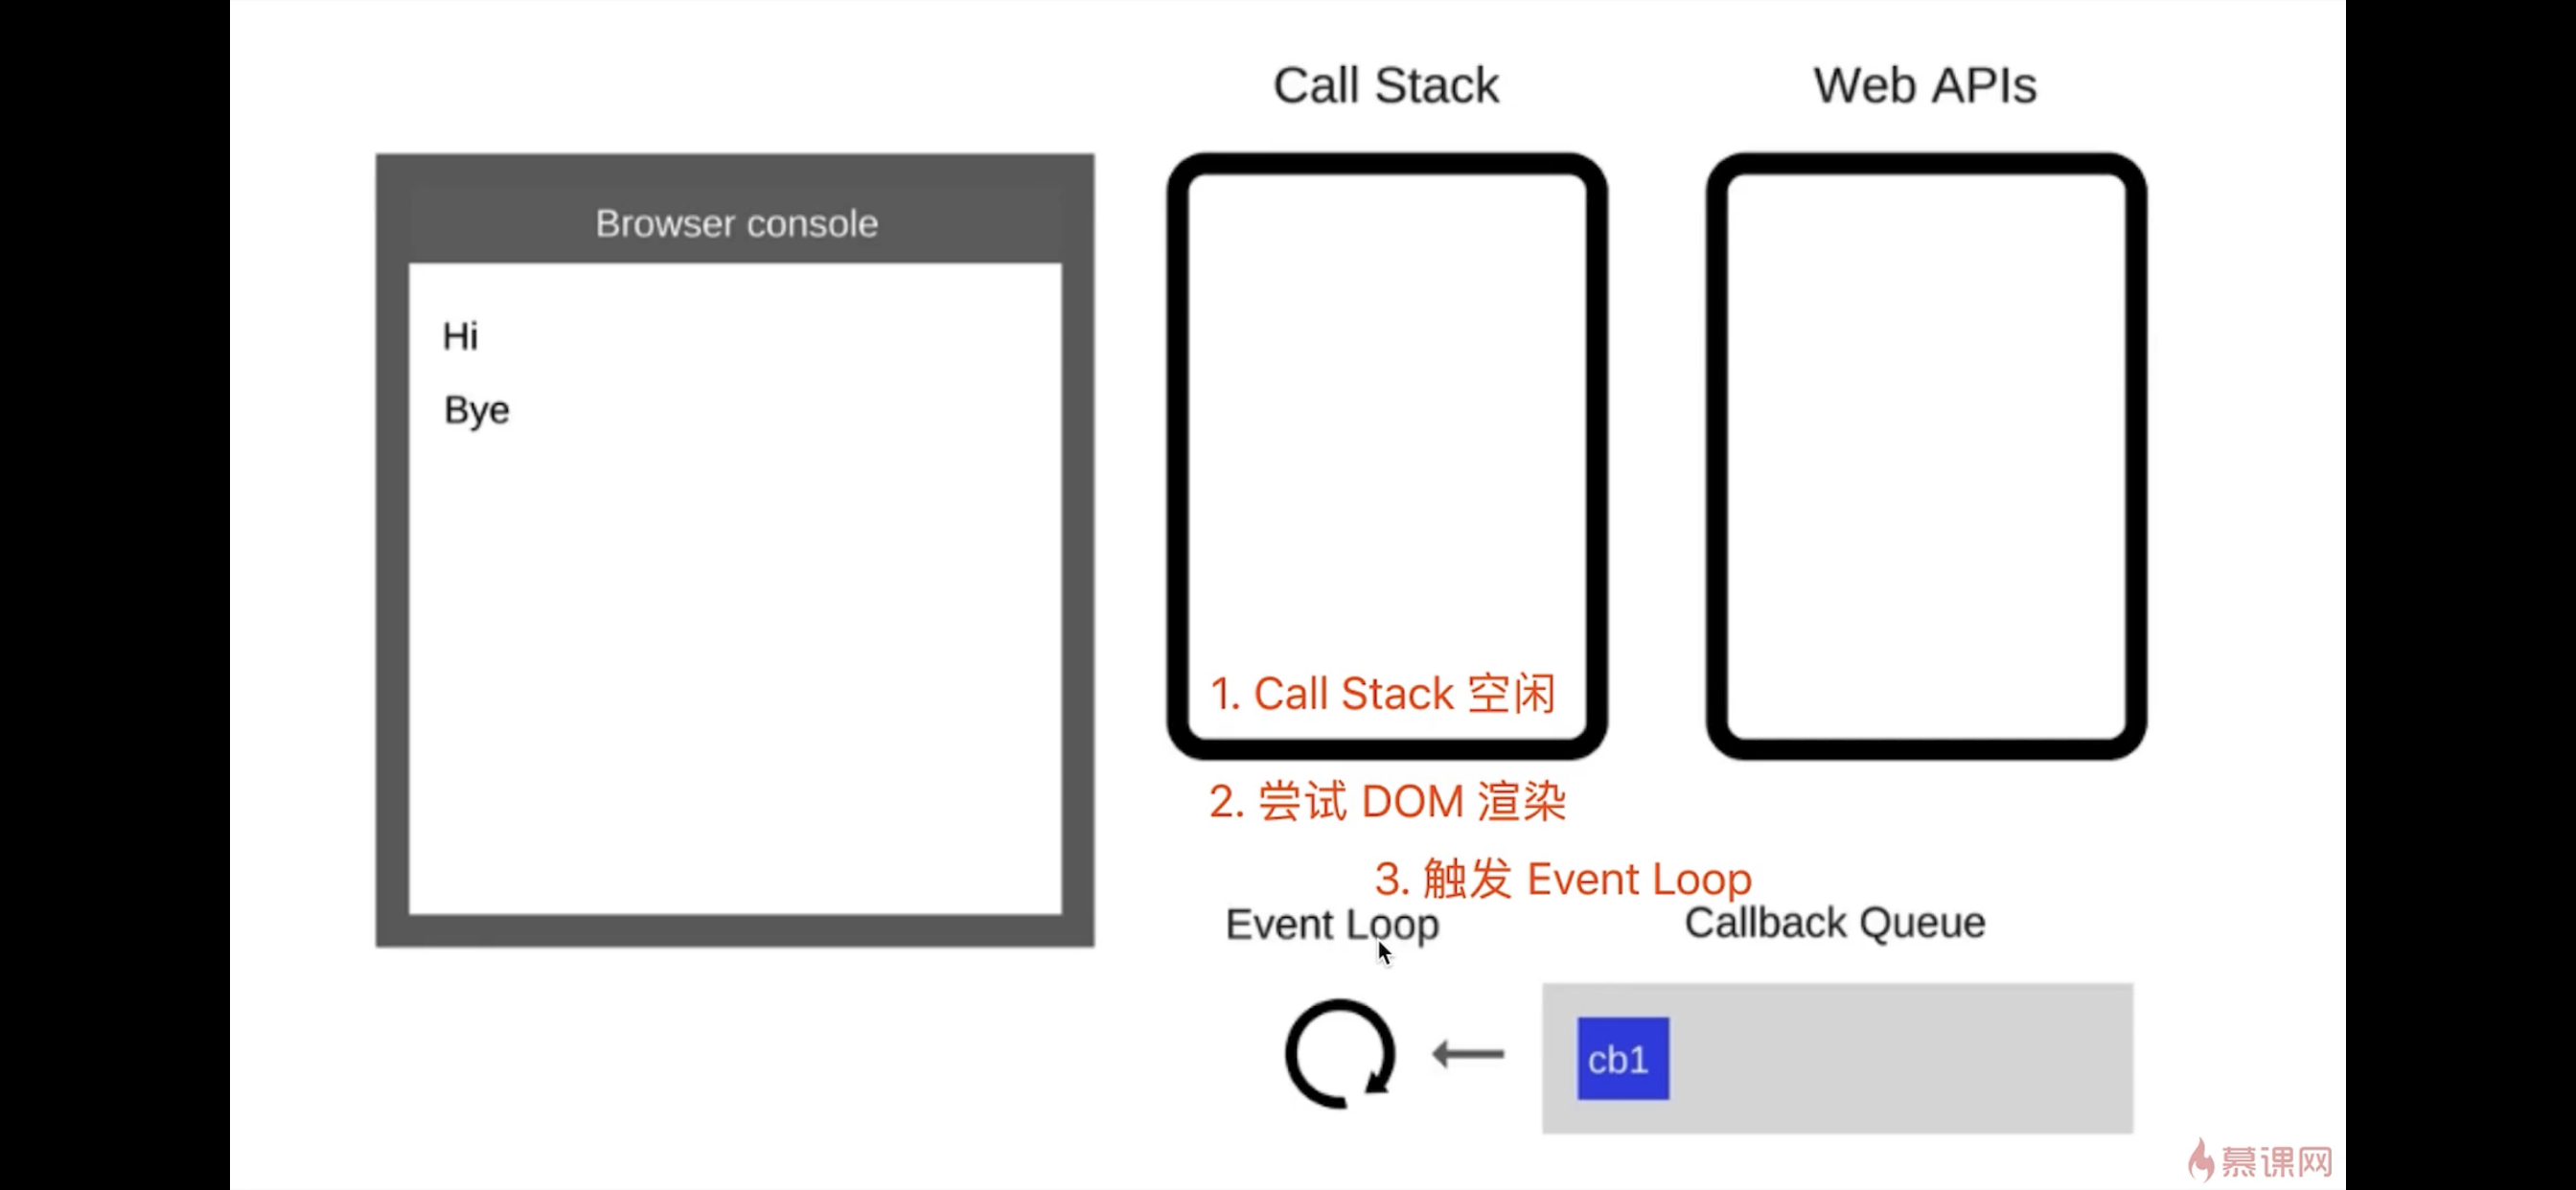 Call Stack
Web APIs
Browser console
Hi
Bye
1. Call Stack 空闲
2. 尝试 DOM 渲染
3. 触发 Event Loop
Event Loop
Callback Queue
cb1
慕课网